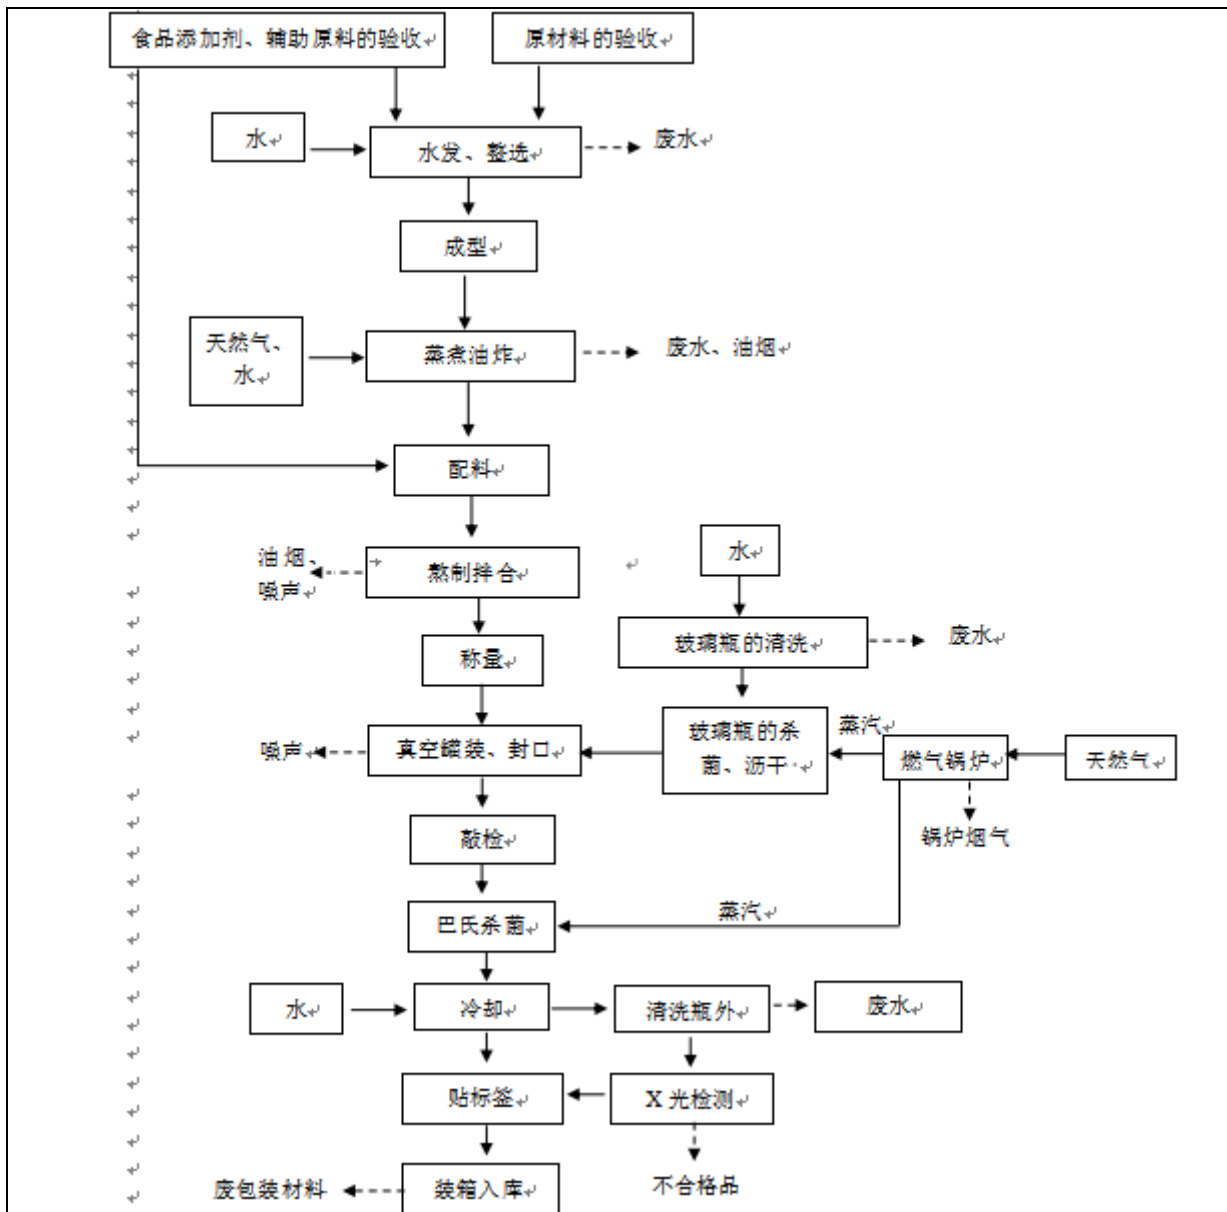 食品添加剂、辅助原料的验收
原材料的验收
水
水发、整选
废水
成型
天然气、
水
蒸煮油炸
废水、油烟
配料
油烟、
噪声
熬制拌合
水
玻璃瓶的清洗
废水
称量
噪声
真空罐装、封口
玻璃瓶的杀
菌、沥干
蒸汽
燃气锅炉
天然气
锅炉烟气
敲检
巴氏杀菌
蒸汽
水
冷却
清洗瓶外
废水
贴标签
X 光检测
废包装材料
装箱入库
不合格品